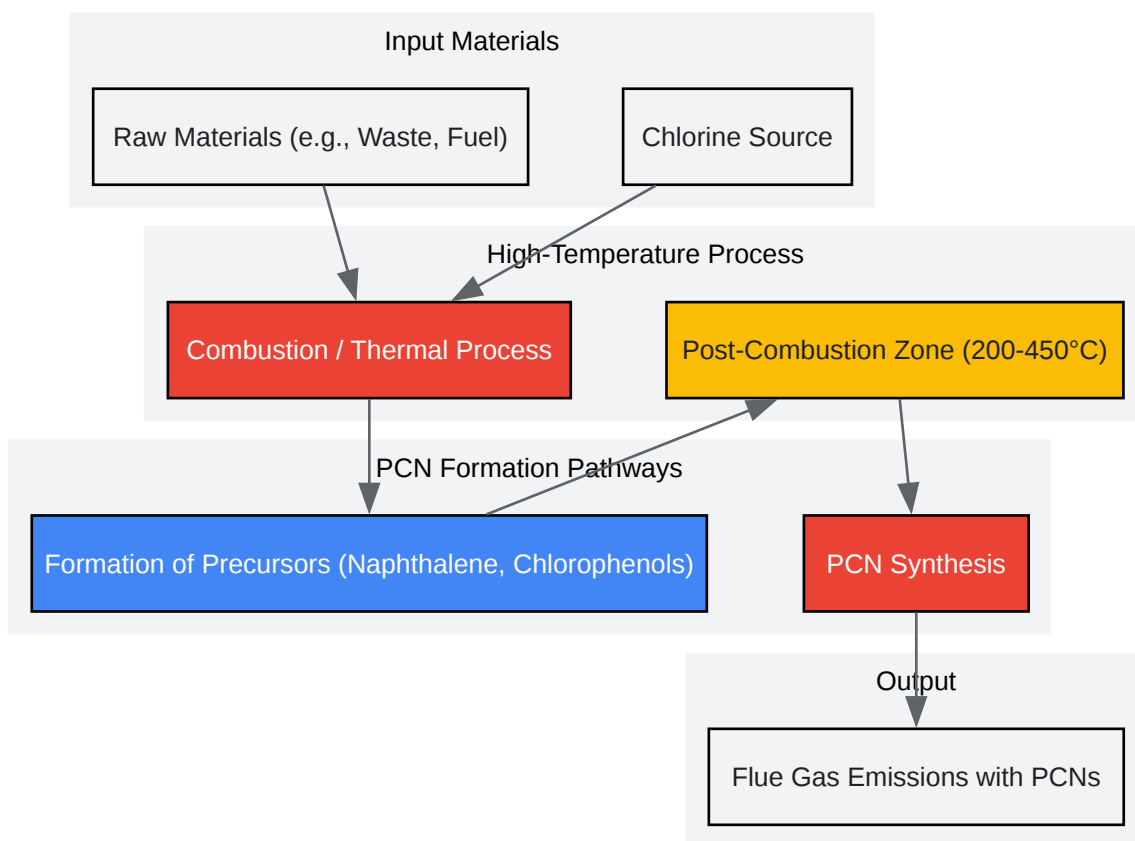 Input Materials
Raw Materials (e.g., Waste, Fuel)
Chlorine Source
High-Temperature Process
Combustion / Thermal Process
Post-Combustion Zone (200-450°C)
PCN Formation Pathways
Formation of Precursors (Naphthalene, Chlorophenols)
PCN Synthesis
Output
Flue Gas Emissions with PCNs